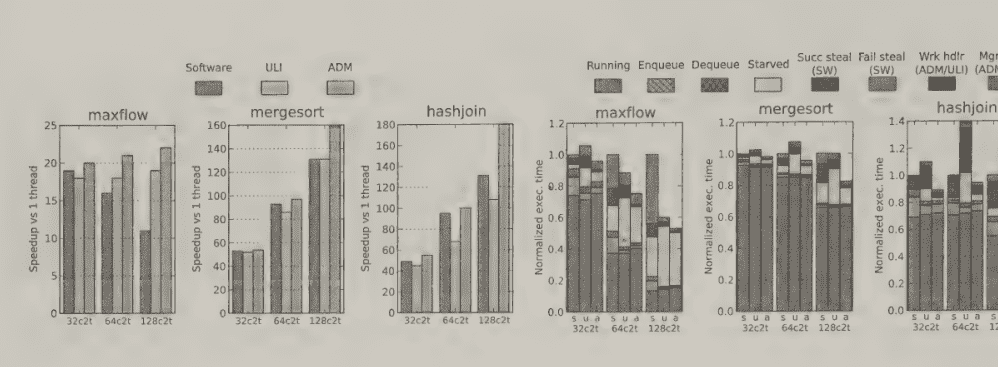 Software ULI ADM
maxflow
25
20
15
10
5
0
Speedup vs 1 thread
32c2t 64c2t 128c2t
mergesort
160
140
120
100
80
60
40
20
0
Speedup vs 1 thread
32c2t 64c2t 128c2t
hashjoin
180
160
140
120
100
80
60
40
20
0
Speedup vs 1 thread
32c2t 64c2t 128c2t
Running Enqueue Dequeue Starved Succ steal (SW) Fail steal (SW) Wrk hdlr (ADM/ULI)
maxflow
1.2
1.0
0.8
0.6
0.4
0.2
0.0
Normalized exec. time
s u a s u a s u a
32c2t 64c2t 128c2t
mergesort
1.2
1.0
0.8
0.6
0.4
0.2
0.0
Normalized exec. time
s u a s u a s u a
32c2t 64c2t 128c2t
hashjoin
1.4
1.2
1.0
0.8
0.6
0.4
0.2
0.0
Normalized exec. time
s u a s u a s
32c2t 64c2t